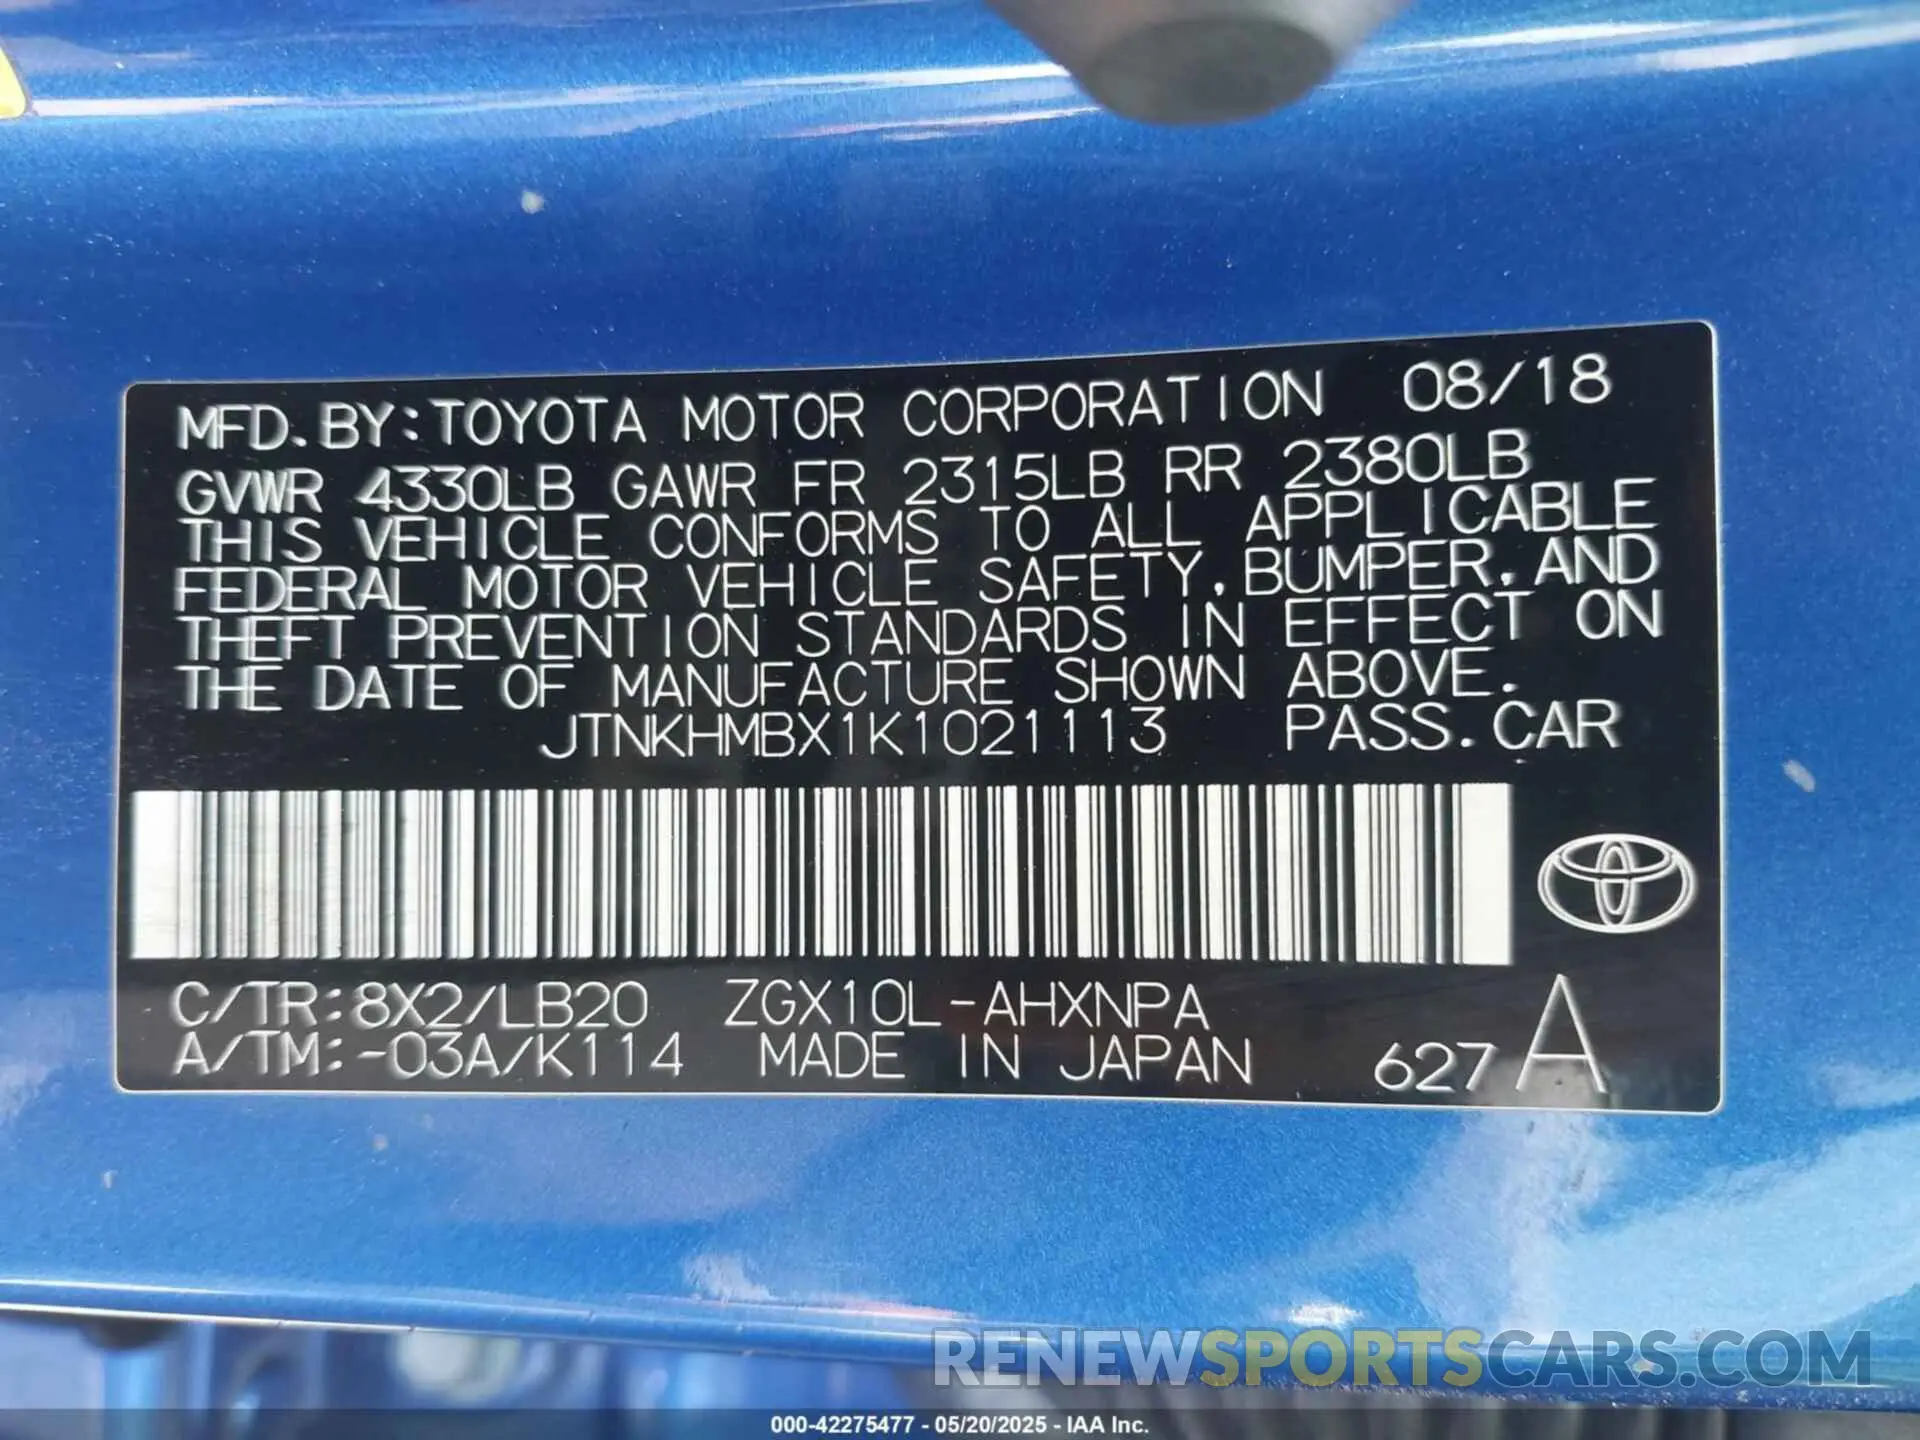 MFD.BY:TOYOTA MOTOR CORPORATION 08/18
GVWR 4330LB GAWR FR 2315LB RR 2380LB
THIS VEHICLE CONFORMS TO ALL APPLICABLE
FEDERAL MOTOR VEHICLE SAFETY,BUMPER,AND
THEFT PREVENTION STANDARDS IN EFFECT ON
THE DATE OF MANUFACTURE SHOWN ABOVE.
JTNKHMBX1K1021113 PASS.CAR
C/TR:8X2/LB20 ZGX10L-AHXNPA
A/TM:-03A/K114 MADE IN JAPAN 627 A
RENEWSPORTSCARS.COM
000-42275477 - 05/20/2025 - IAA Inc.